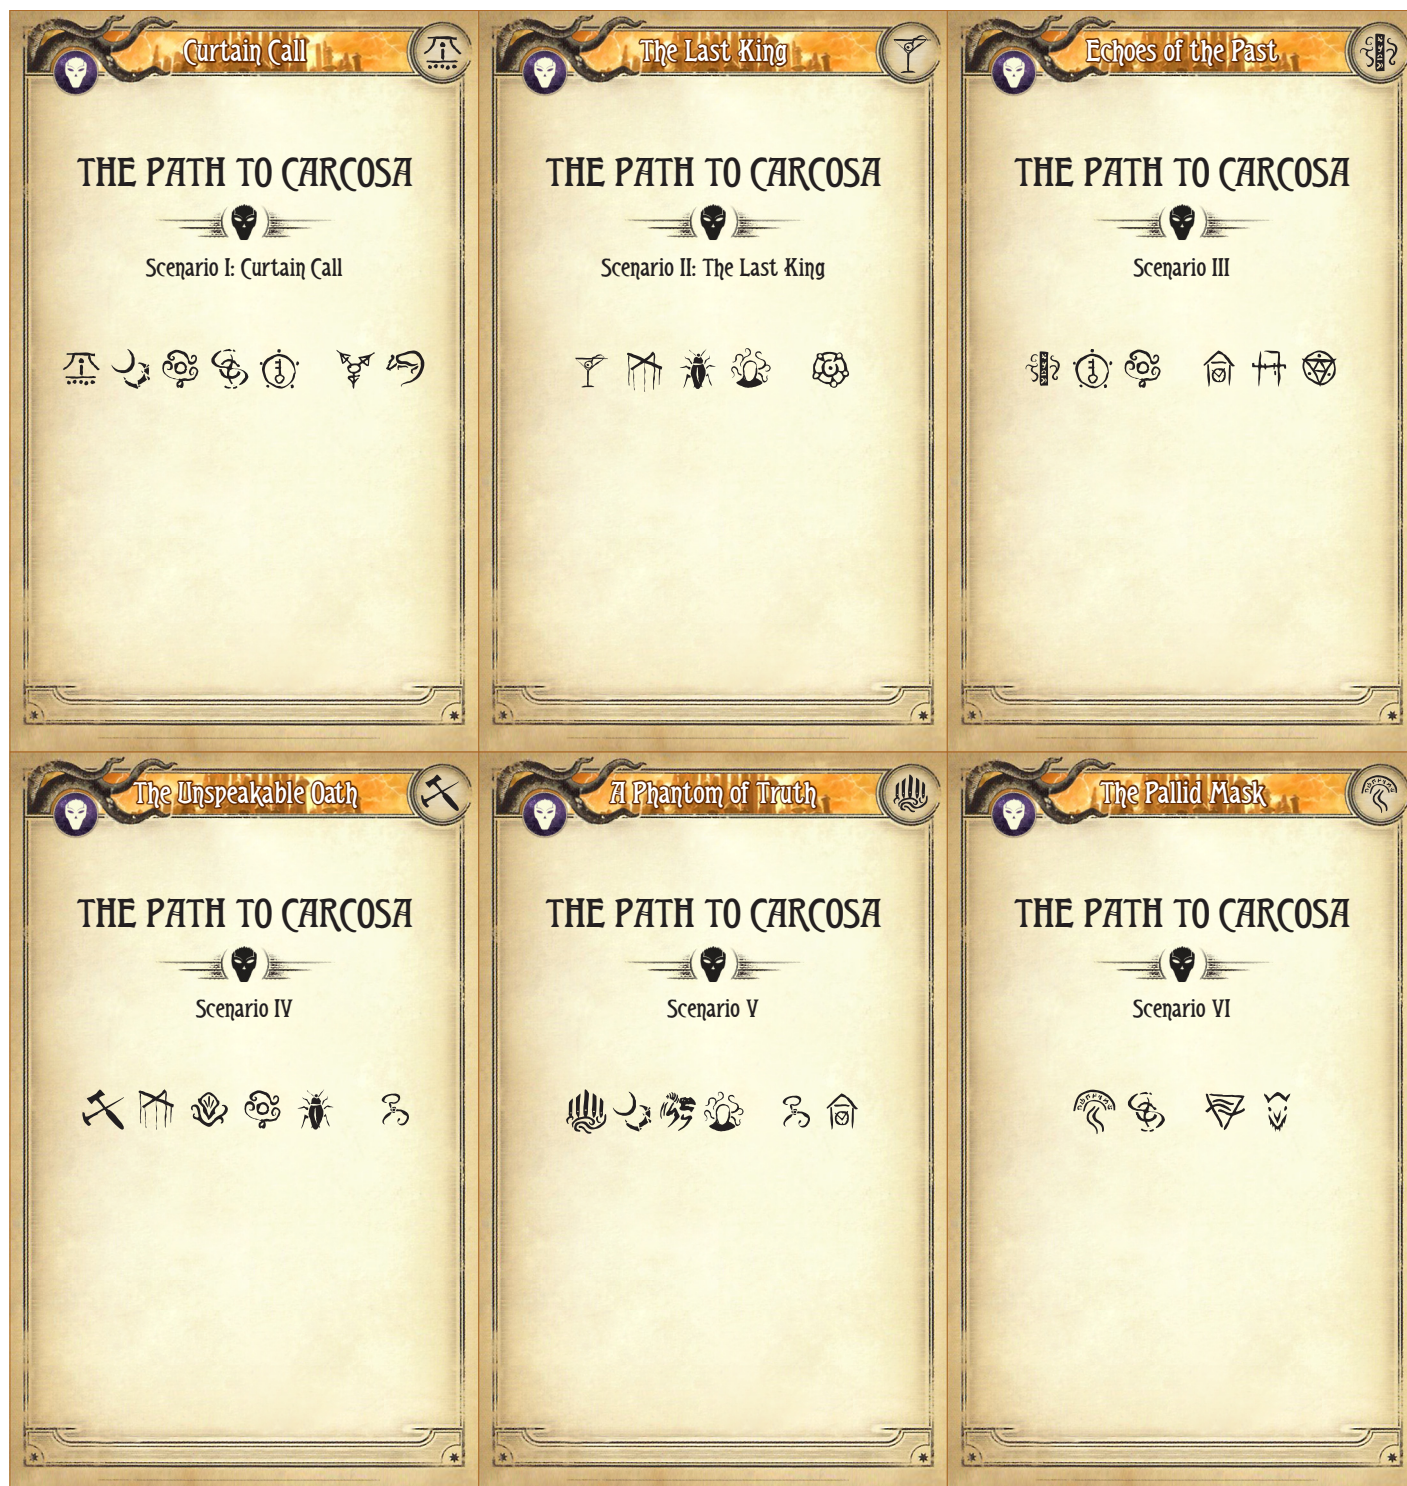 Curtain Call
THE PATH TO CARCOSA
Scenario I: Curtain Call
The Last King
THE PATH TO CARCOSA
Scenario II: The Last King
Echoes of the Past
THE PATH TO CARCOSA
Scenario III
The Unspeakable Oath
THE PATH TO CARCOSA
Scenario IV
A Phantom of Truth
THE PATH TO CARCOSA
Scenario V
The Pallid Mask
THE PATH TO CARCOSA
Scenario VI